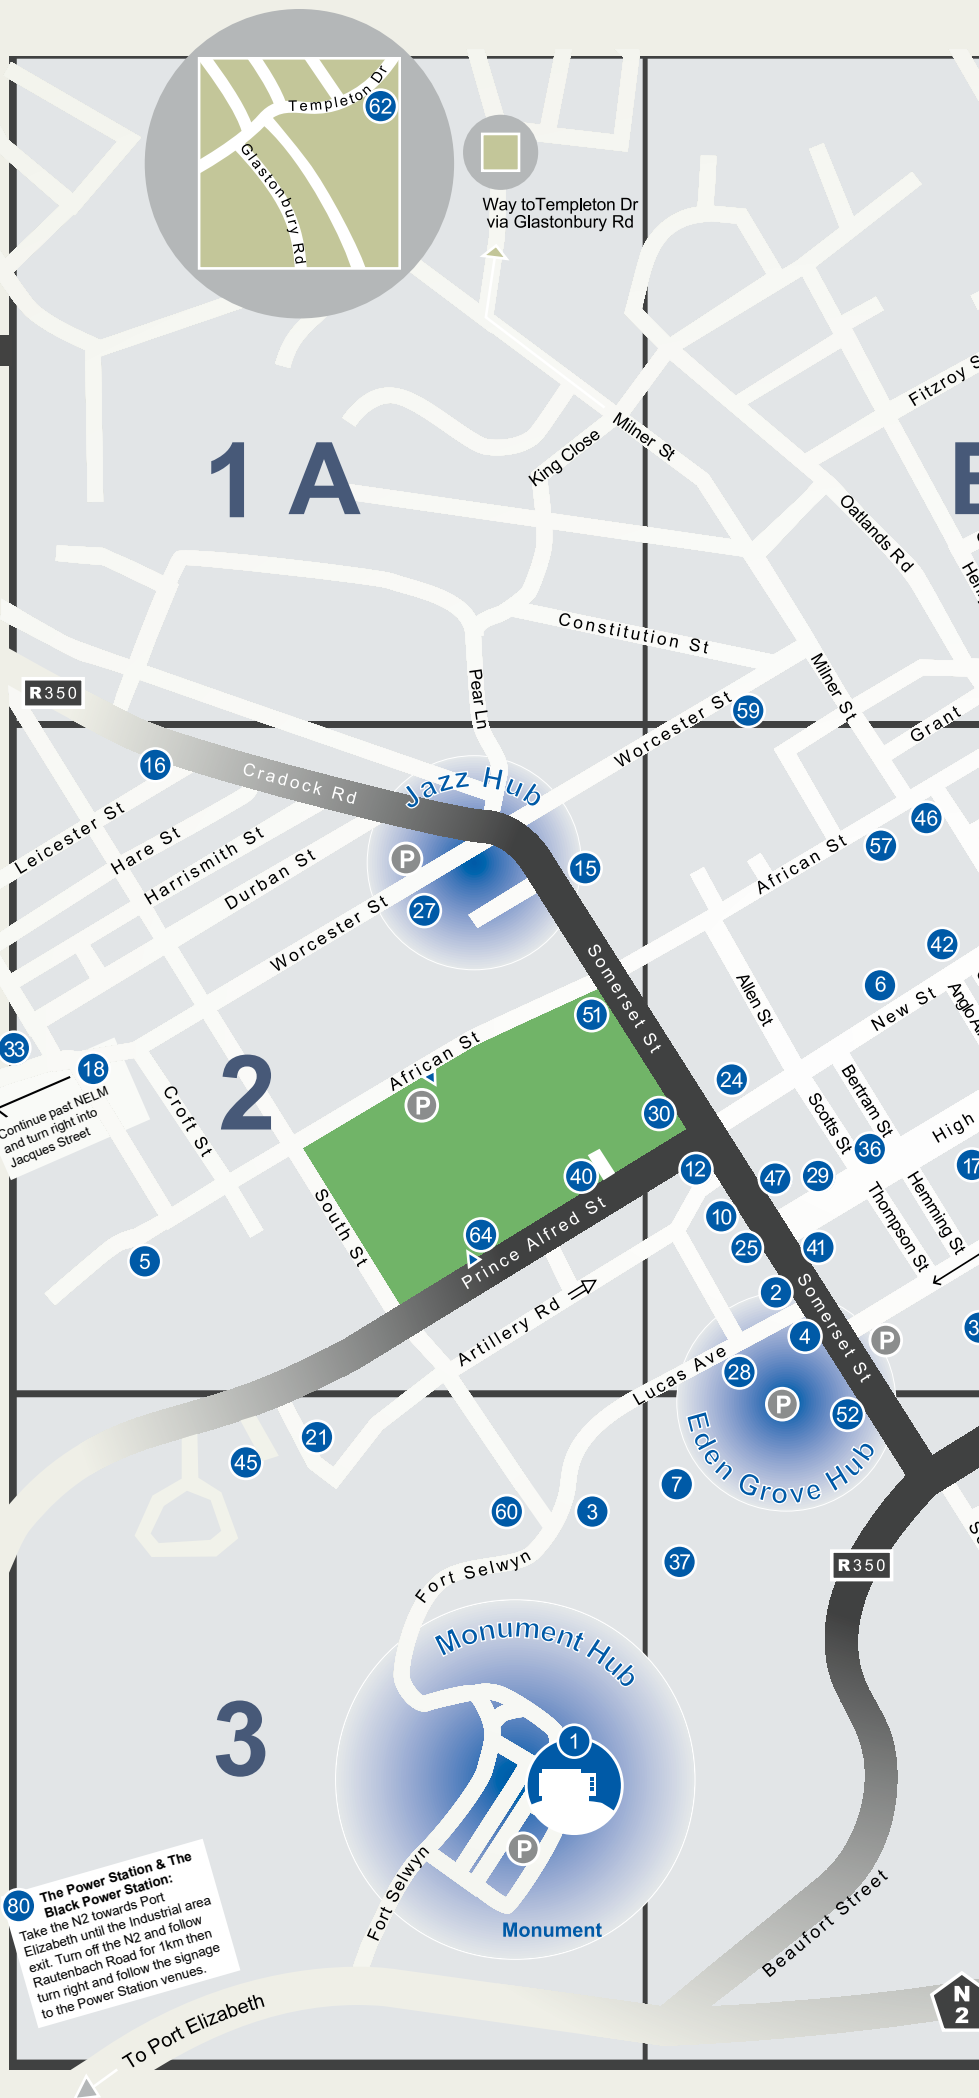 Templeton Dr
62
Glastonbury Rd
Way toTempleton Dr
via Glastonbury Rd
Fitzroy S
Milner St
King Close
1 A
Oatlands Rd
Constitution St
Milner St
Pear Ln
R350
Worcester St
59
Grant
16
Cradock Rd
Jazz Hub
Leicester St
Hare St
Harrismith St
Durban St
P
15
46
57
African St
27
Worcester St
42
Somerset St
6
Allen St
New St
51
33
18
African St
2
P
24
Continue past NELM
and turn right into
Jacques Street
Croft St
30
Bertram St
Scotts St
High
36
17
12
47
29
40
Hemming St
Thompson St
South St
10
64
Prince Alfred St
25
41
5
2
Somerset St
Artillery Rd
4
P
Lucas Ave
28
P
52
Eden Grove Hub
21
45
7
60
3
37
R350
Fort Selwyn
Monument Hub
3
1
P
Fort Selwyn
Monument
80
The Power Station & The
Black Power Station:
Take the N2 towards Port
Elizabeth until the Industrial area
exit. Turn off the N2 and follow
Rautenbach Road for 1km then
turn right and follow the signage
to the Power Station venues.
Beaufort Street
N
2
To Port Elizabeth